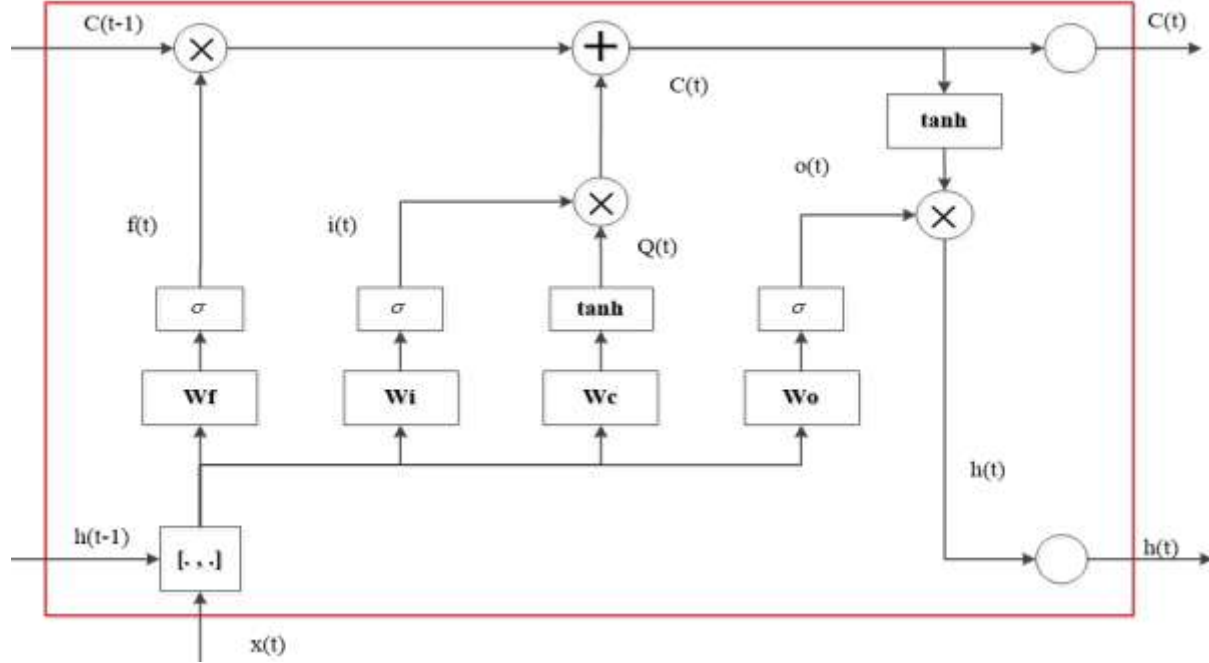 C(t-1)
C(t)
×
+
C(t)
tanh
o(t)
×
×
f(t)
i(t)
Q(t)
σ
σ
tanh
σ
Wf
Wi
Wc
Wo
h(t)
h(t-1)
[. , .]
h(t)
x(t)